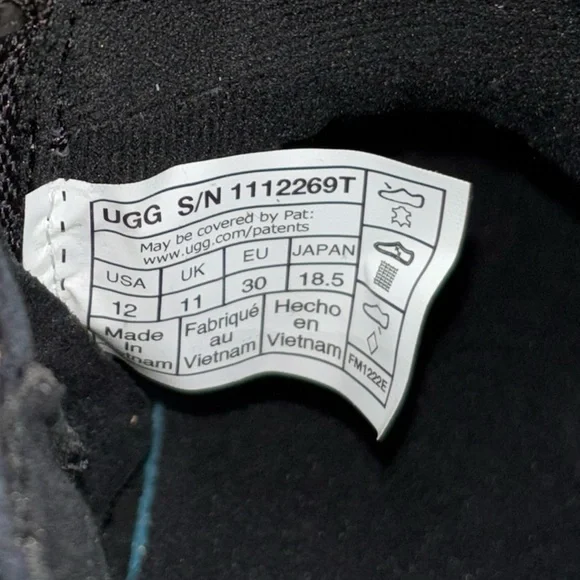 UGG S/N 1112269T
May be covered by Pat:
www.ugg.com/patents
USA UK EU JAPAN
12 11 30 18.5
Made in nam
Fabriqué au Vietnam
Hecho en Vietnam
FM1222E